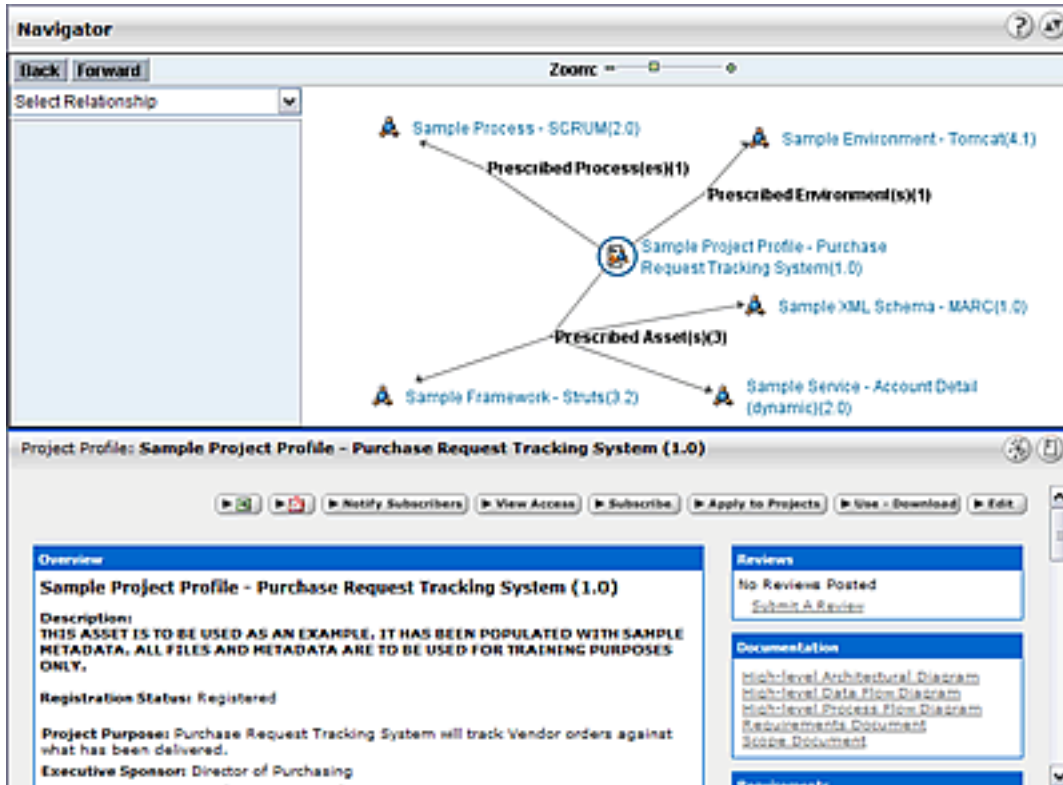 Navigator
Back Forward
Zoom:
Select Relationship
Sample Process - SCRUM(2.0)
Sample Environment - Tomcat(4.1)
Prescribed Process(es)(1)
Prescribed Environment(s)(1)
Sample Project Profile - Purchase
Request Tracking System(1.0)
Sample XML Schema - MARC(1.0)
Prescribed Asset(s)(3)
Sample Framework - Struts(3.2)
Sample Service - Account Detail
(dynamic)(2.0)
Project Profile: Sample Project Profile - Purchase Request Tracking System (1.0)
Notify Subscribers View Access Subscribe Apply to Projects Use - Download Edit
Overview
Sample Project Profile - Purchase Request Tracking System (1.0)
Description:
THIS ASSET IS TO BE USED AS AN EXAMPLE. IT HAS BEEN POPULATED WITH SAMPLE
METADATA. ALL FILES AND METADATA ARE TO BE USED FOR TRAINING PURPOSES
ONLY.
Registration Status: Registered
Project Purpose: Purchase Request Tracking System will track Vendor orders against
what has been delivered.
Executive Sponsor: Director of Purchasing
Reviews
No Reviews Posted
Submit A Review
Documentation
High-level Architectural Diagram
High-level Data Flow Diagram
High-level Process Flow Diagram
Requirements Document
Scope Document
Requirements